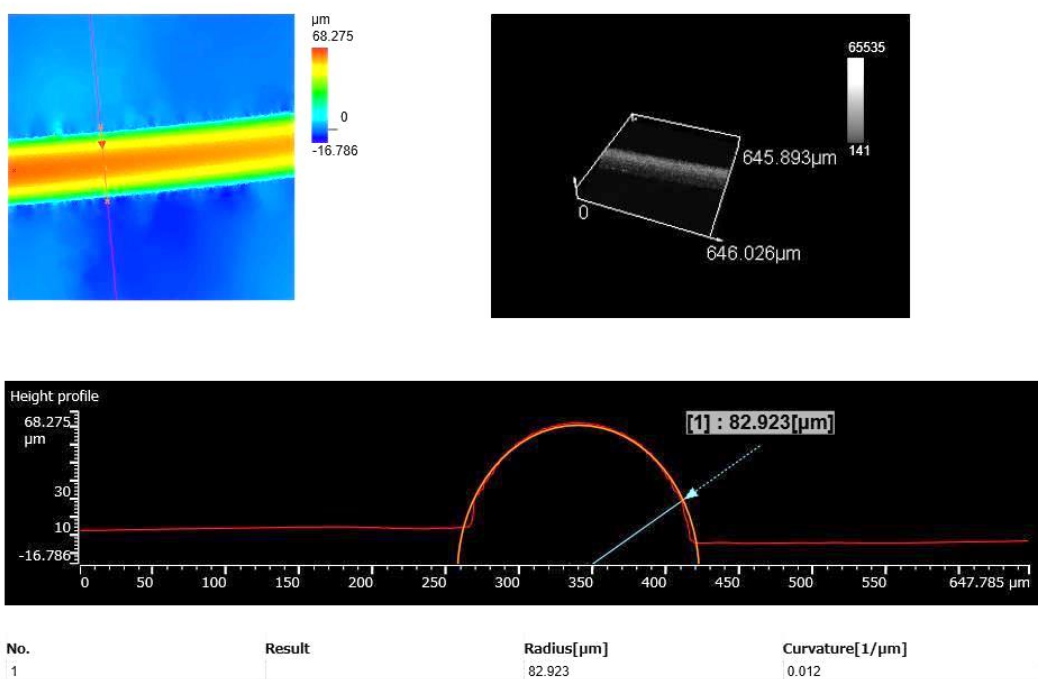 µm
68.275
0
-16.786
65535
141
645.893µm
0
646.026µm
Height profile
68.275
µm
30
10
-16.786
[1] : 82.923[µm]
0 50 100 150 200 250 300 350 400 450 500 550 647.785 µm
No. Result Radius[µm] Curvature[1/µm]
1 82.923 0.012